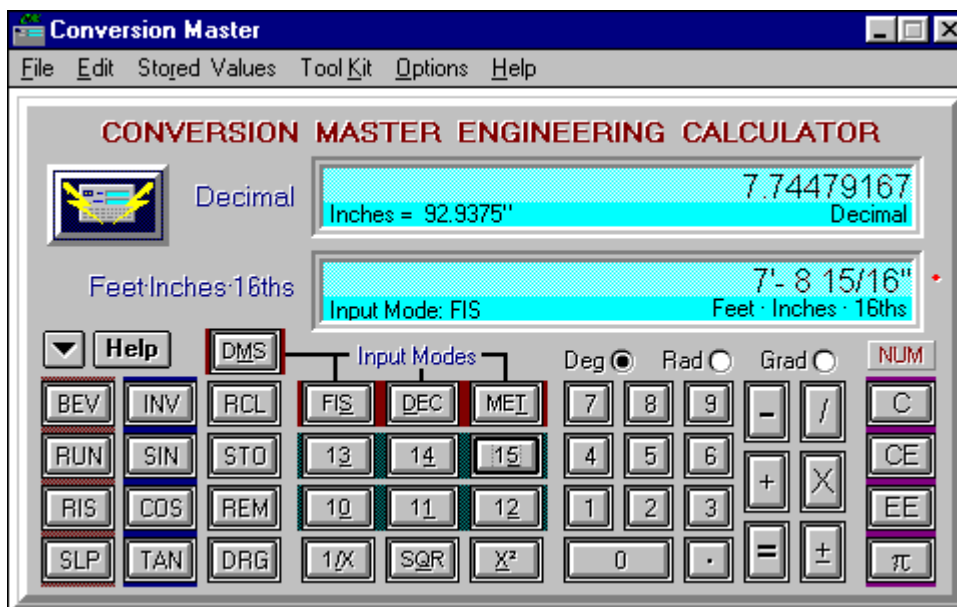 Conversion Master
File Edit Stored Values Tool Kit Options Help
CONVERSION MASTER ENGINEERING CALCULATOR
Decimal 7.74479167
Inches = 92.9375" Decimal
Feet·Inches·16ths 7'- 8 15/16"
Input Mode: FIS Feet · Inches · 16ths
Help DMS Input Modes Deg Rad Grad NUM
BEV INV RCL FIS DEC MET 7 8 9 - / C
RUN SIN STO 13 14 15 4 5 6 + X CE
RIS COS REM 10 11 12 1 2 3 EE
SLP TAN DRG 1/X SQR X² 0 . = ± π